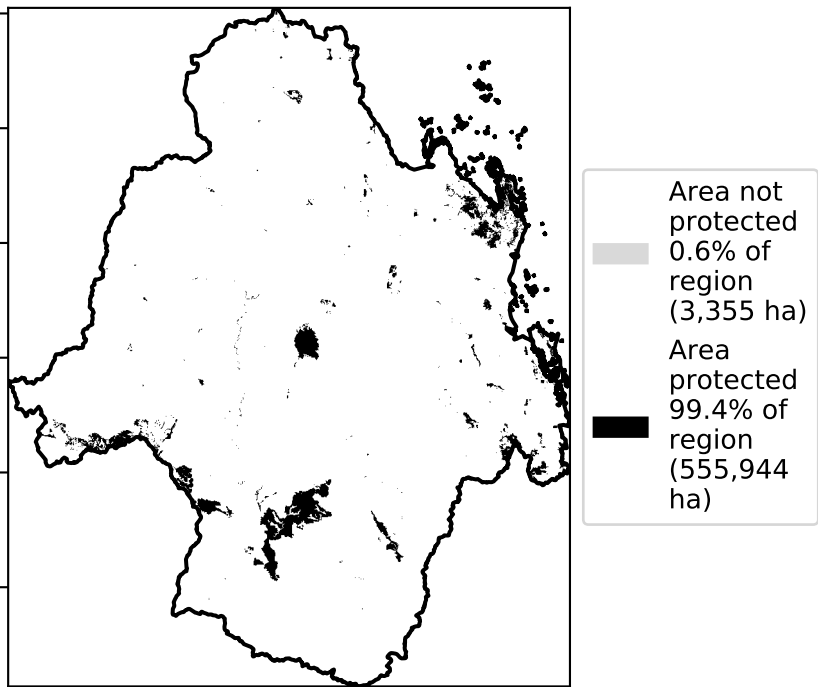 Area not
protected
0.6% of
region
(3,355 ha)
Area
protected
99.4% of
region
(555,944
ha)